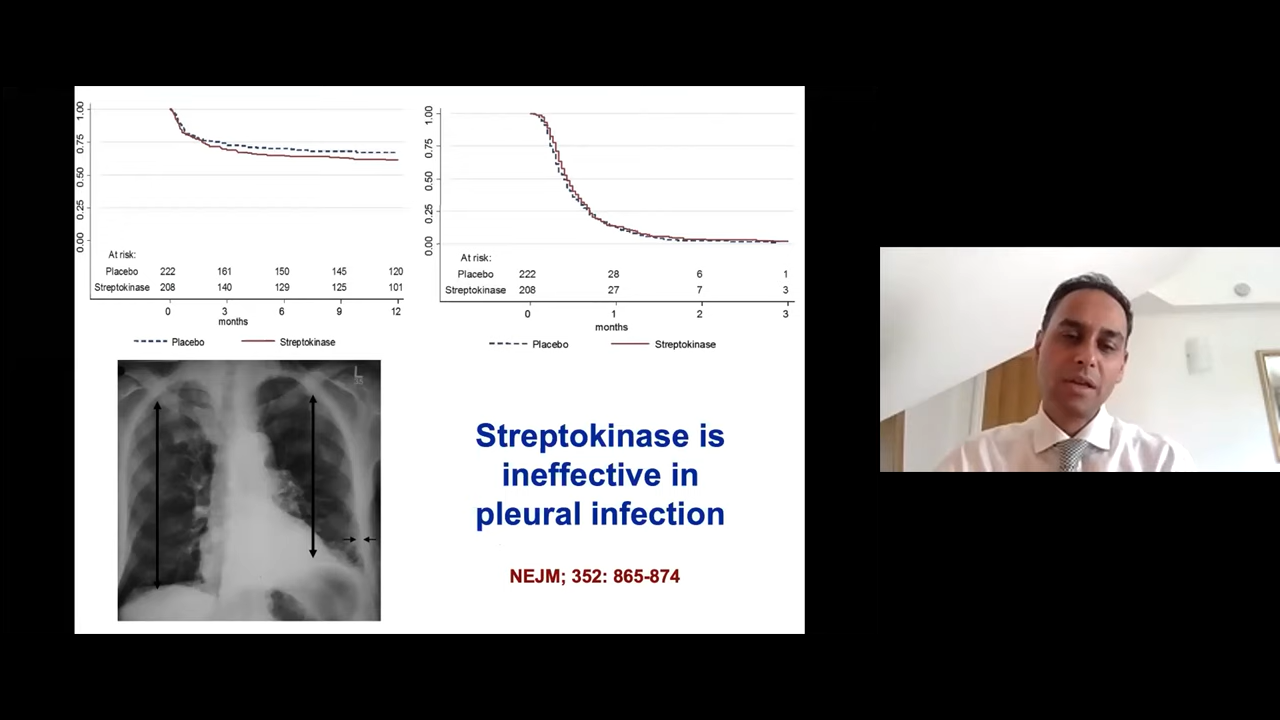 1.00
0.75
0.50
0.25
0.00
At risk:
Placebo 222 161 150 145 120
Streptokinase 208 140 129 125 101
0 3 6 9 12
months
Placebo Streptokinase
1.00
0.75
0.50
0.25
0.00
At risk:
Placebo 222 28 6 1
Streptokinase 208 27 7 3
0 1 2 3
months
Placebo Streptokinase
L
Streptokinase is
ineffective in
pleural infection
NEJM; 352: 865-874